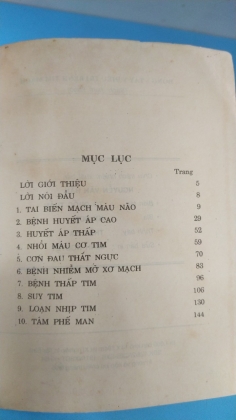 MỤC LỤC
Trang
LỜI GIỚI THIỆU 5
LỜI NÓI ĐẦU 8
1. TAI BIẾN MẠCH MÁU NÃO 9
2. BỆNH HUYẾT ÁP CAO 29
3. HUYẾT ÁP THẤP 52
4. NHỒI MÁU CƠ TIM 59
5. CƠN ĐAU THẮT NGỰC 70
6. BỆNH NHIỄM MỠ XƠ MẠCH 83
7. BỆNH THẤP TIM 96
8. SUY TIM 106
9. LOẠN NHỊP TIM 130
10. TÂM PHẾ MẠN 144